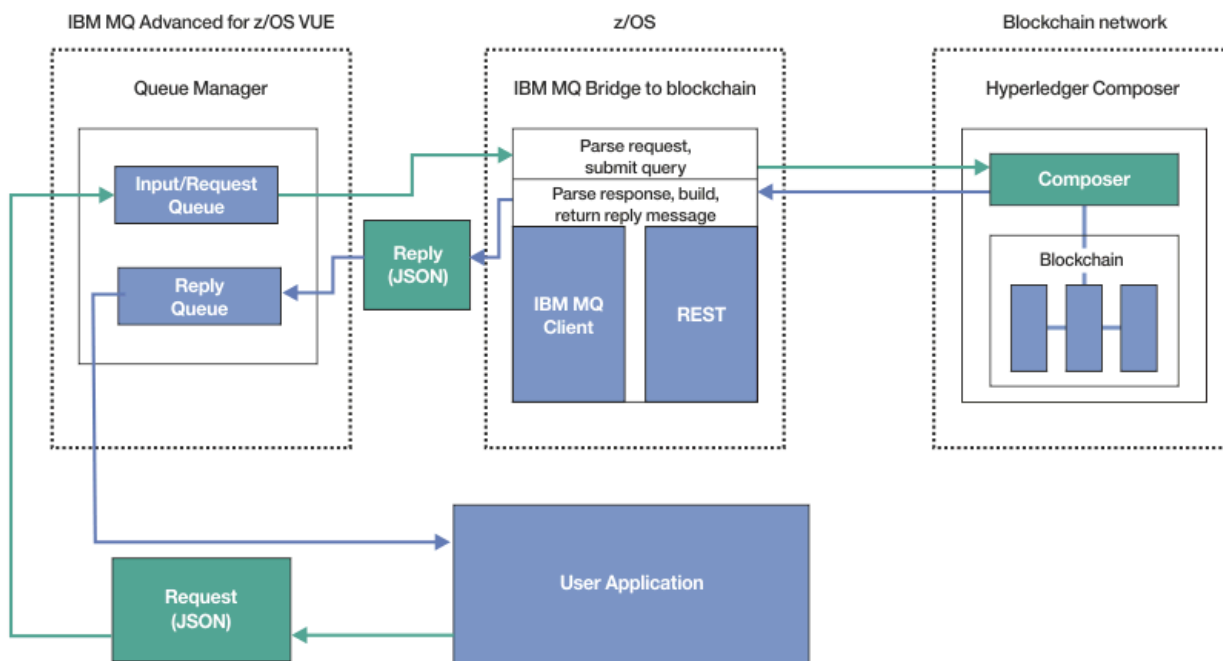 IBM MQ Advanced for z/OS VUE
z/OS
Blockchain network
Queue Manager
IBM MQ Bridge to blockchain
Hyperledger Composer
Input/Request
Queue
Parse request,
submit query
Composer
Parse response, build,
return reply message
Reply
(JSON)
Reply
Queue
IBM MQ
Client
REST
Blockchain
User Application
Request
(JSON)